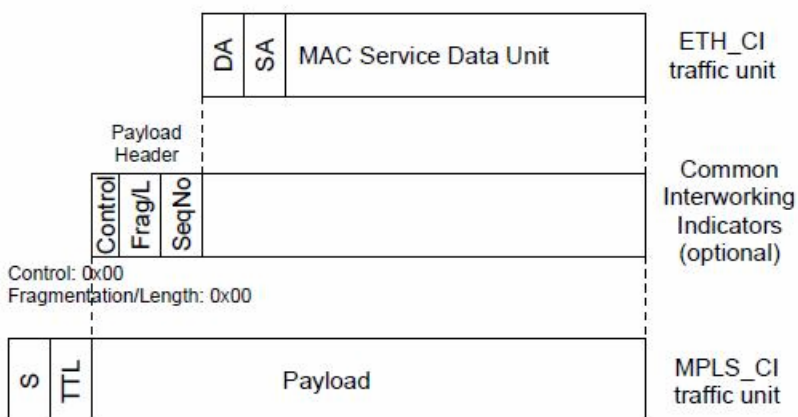 DA
SA
MAC Service Data Unit
ETH_CI
traffic unit
Payload
Header
Control
Frag/L
SeqNo
Common
Interworking
Indicators
(optional)
Control: 0x00
Fragmentation/Length: 0x00
S
TTL
Payload
MPLS_CI
traffic unit